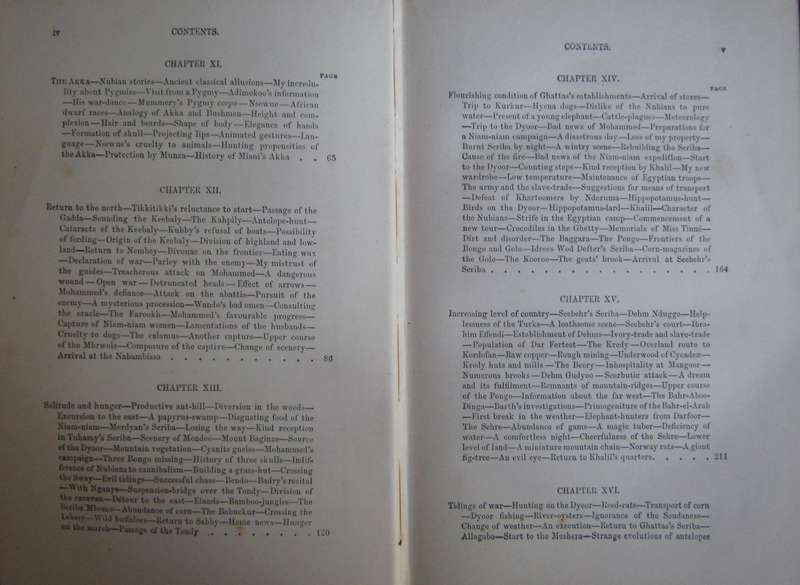 iv
CONTENTS.
CHAPTER XI.
PAGE
The Akka—Nubian stories—Ancient classical allusions—My incredu-
lity about Pygmies—Visit from a Pygmy—Adimokoo's information
—His war-dance—Mummery's Pygmy corps—Nsewue—African
dwarf races—Analogy of Akka and Bushmen—Height and com-
plexion—Hair and beards—Shape of body—Elegance of hands
—Formation of skull—Projecting lips—Animated gestures—Lan-
guage—Nsewue's cruelty to animals—Hunting propensities of
the Akka—Protection by Munza—History of Miani's Akka . . 65
CHAPTER XII.
Return to the north—Tikkitikki's reluctance to start—Passage of the
Gadda—Sounding the Keebaly—The Kahpily—Antelope-hunt—
Cataracts of the Keebaly—Kubby's refusal of boats—Possibility
of fording—Origin of the Keebaly—Division of highland and low-
land—Return to Nembey—Bivouac on the frontier—Eating wax
—Declaration of war—Parley with the enemy—My mistrust of
the guides—Treacherous attack on Mohammed—A dangerous
wound—Open war—Detruncated heads—Effect of arrows—
Mohammed's defiance—Attack on the abattis—Pursuit of the
enemy—A mysterious procession—Wando's bad omen—Consulting
the oracle—The Farookh—Mohammed's favourable progress—
Capture of Niam-niam women—Lamentations of the husbands—
Cruelty to dogs—The calamus—Another capture—Upper course
of the Mbrwole—Composure of the captive—Change of scenery—
Arrival at the Nabambisso . . . . . . . . . 86
CHAPTER XIII.
Solitude and hunger—Productive ant-hill—Diversion in the woods—
Excursion to the east—A papyrus-swamp—Disgusting food of the
Niam-niam—Merdyan's Seriba—Losing the way—Kind reception
in Tuhamy's Seriba—Scenery of Mondoo—Mount Baginze—Source
of the Dyoor—Mountain vegetation—Cyanite gneiss—Mohammed's
campaign—Three Bongo missing—History of three skulls—Indif-
ference of Nubians to cannibalism—Building a grass-hut—Crossing
the Sway—Evil tidings—Successful chase—Bendo—Badry's recital
—With Nganye—Suspension-bridge over the Tondy—Division of
the caravan—Détour to the east—Elands—Bamboo-jungles—The
Seriba Mbomo—Abundance of corn—The Babuckur—Crossing the
Lehssy—Wild buffaloes—Return to Sabby—Home news—Hunger
on the march—Passage of the Tondy . . . . . . . 120
CONTENTS.
v
CHAPTER XIV.
PAGE
Flourishing condition of Ghattas's establishments—Arrival of stores—
Trip to Kurkur—Hyena dogs—Dislike of the Nubians to pure
water—Present of a young elephant—Cattle-plagues—Meteorology
—Trip to the Dyoor—Bad news of Mohammed—Preparations for
a Niam-niam campaign—A disastrous day—Loss of my property—
Burnt Seriba by night—A wintry scene—Rebuilding the Seriba—
Cause of the fire—Bad news of the Niam-niam expedition—Start
to the Dyoor—Counting steps—Kind reception by Khalil—My new
wardrobe—Low temperature—Maintenance of Egyptian troops—
The army and the slave-trade—Suggestions for means of transport
—Defeat of Khartoomers by Ndoruma—Hippopotamus-hunt—
Birds on the Dyoor—Hippopotamus-lard—Khalil—Character of
the Nubians—Strife in the Egyptian camp—Commencement of a
new tour—Crocodiles in the Ghetty—Memorials of Miss Tinné—
Dirt and disorder—The Baggara—The Pongo—Frontiers of the
Bongo and Golo—Idrees Wod Defter's Seriba—Corn-magazines of
the Golo—The Kooroo—The goats' brook—Arrival at Seebehr's
Seriba . . . . . . . . . . . . . . . . 164
CHAPTER XV.
Increasing level of country—Seebehr's Seriba—Dehm Nduggo—Help-
lessness of the Turks—A loathsome scene—Seebehr's court—Ibra-
him Effendi—Establishment of Dehms—Ivory-trade and slave-trade
—Population of Dar Ferteet—The Kredy—Overland route to
Kordofan—Raw copper—Rough mining—Underwood of Cycadeæ—
Kredy huts and mills—The Beery—Inhospitality at Mangoor—
Numerous brooks—Dehm Gudyoo—Scorbutic attack—A dream
and its fulfilment—Remnants of mountain-ridges—Upper course
of the Pongo—Information about the far west—The Bahr-Aboo-
Dinga—Barth's investigations—Primogeniture of the Bahr-el-Arab
—First break in the weather—Elephant-hunters from Darfoor—
The Sehre—Abundance of game—A magic tuber—Deficiency of
water—A comfortless night—Cheerfulness of the Sehre—Lower
level of land—A miniature mountain chain—Norway rats—A giant
fig-tree—An evil eye—Return to Khalil's quarters. . . . . 211
CHAPTER XVI.
Tidings of war—Hunting on the Dyoor—Reed-rats—Transport of corn
—Dyoor fishing—River-oysters—Ignorance of the Soudanese—
Change of weather—An execution—Return to Ghattas's Seriba—
Allagabo—Start to the Meshera—Strange evolutions of antelopes